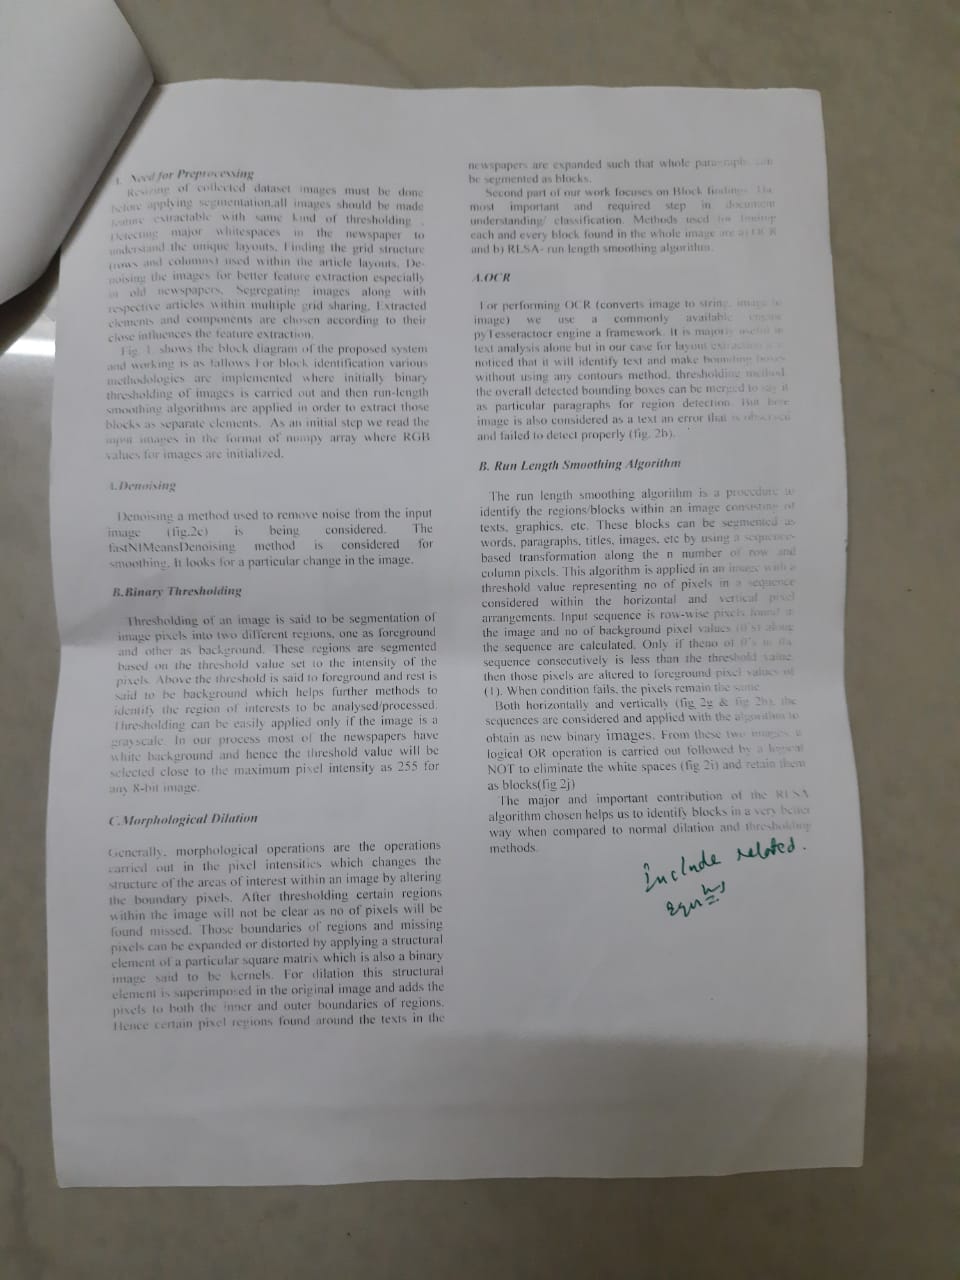 Need for Preprocessing
Resizing of collected dataset images must be done
before applying segmentation,all images should be made
feature extractable with same kind of thresholding .
Detecting major whitespaces in the newspaper to
understand the unique layouts. Finding the grid structure
(rows and columns) used within the article layouts. De-
noising the images for better feature extraction especially
in old newspapers. Segregating images along with
respective articles within multiple grid sharing. Extracted
elements and components are chosen according to their
close influences the feature extraction.
Fig. 1 shows the block diagram of the proposed system
and working is as fallows For block identification various
methodologies are implemented where initially binary
thresholding of images is carried out and then run-length
smoothing algorithms are applied in order to extract those
blocks as separate elements. As an initial step we read the
input images in the format of numpy array where RGB
values for images are initialized.
A.Denoising
Denoising a method used to remove noise from the input
image (fig.2c) is being considered. The
fastNlMeansDenoising method is considered for
smoothing. It looks for a particular change in the image.
B.Binary Thresholding
Thresholding of an image is said to be segmentation of
image pixels into two different regions, one as foreground
and other as background. These regions are segmented
based on the threshold value set to the intensity of the
pixels. Above the threshold is said to foreground and rest is
said to be background which helps further methods to
identify the region of interests to be analysed/processed.
Thresholding can be easily applied only if the image is a
grayscale. In our process most of the newspapers have
white background and hence the threshold value will be
selected close to the maximum pixel intensity as 255 for
any 8-bit image.
C.Morphological Dilation
Generally, morphological operations are the operations
carried out in the pixel intensities which changes the
structure of the areas of interest within an image by altering
the boundary pixels. After thresholding certain regions
within the image will not be clear as no of pixels will be
found missed. Those boundaries of regions and missing
pixels can be expanded or distorted by applying a structural
element of a particular square matrix which is also a binary
image said to be kernels. For dilation this structural
element is superimposed in the original image and adds the
pixels to both the inner and outer boundaries of regions.
Hence certain pixel regions found around the texts in the
newspapers are expanded such that whole paragraph can
be segmented as blocks.
Second part of our work focuses on Block findings. The
most important and required step in document
understanding/ classification. Methods used for finding
each and every block found in the whole image are a) OCR
and b) RLSA- run length smoothing algorithm.
A.OCR
For performing OCR (converts image to string, image to
image) we use a commonly available engine
pyTesseractocr engine a framework. It is majorly useful in
text analysis alone but in our case for layout extraction
noticed that it will identify text and make bounding boxes
without using any contours method, thresholding method.
the overall detected bounding boxes can be merged to say it
as particular paragraphs for region detection. But here
image is also considered as a text an error that is observed
and failed to detect properly (fig. 2b).
B. Run Length Smoothing Algorithm
The run length smoothing algorithm is a procedure to
identify the regions/blocks within an image consisting of
texts, graphics, etc. These blocks can be segmented as
words, paragraphs, titles, images, etc by using a sequence-
based transformation along the n number of row and
column pixels. This algorithm is applied in an image with a
threshold value representing no of pixels in a sequence
considered within the horizontal and vertical pixel
arrangements. Input sequence is row-wise pixels found in
the image and no of background pixel values (0's) along
the sequence are calculated. Only if theno of 0's in the
sequence consecutively is less than the threshold value,
then those pixels are altered to foreground pixel values of
(1). When condition fails, the pixels remain the same
Both horizontally and vertically (fig 2g & fig 2h), the
sequences are considered and applied with the algorithm to
obtain as new binary images. From these two images, a
logical OR operation is carried out followed by a logical
NOT to eliminate the white spaces (fig 2i) and retain them
as blocks(fig 2j)
The major and important contribution of the RLSA
algorithm chosen helps us to identify blocks in a very better
way when compared to normal dilation and thresholding
methods.
Include related.